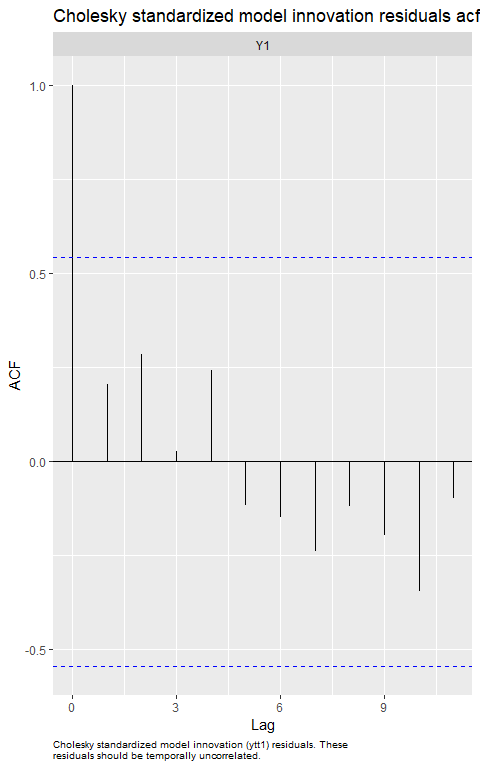 Cholesky standardized model innovation residuals acf
Y1
1.0
0.5
0.0
-0.5
ACF
0
3
6
9
Lag
Cholesky standardized model innovation (ytt1) residuals. These
residuals should be temporally uncorrelated.